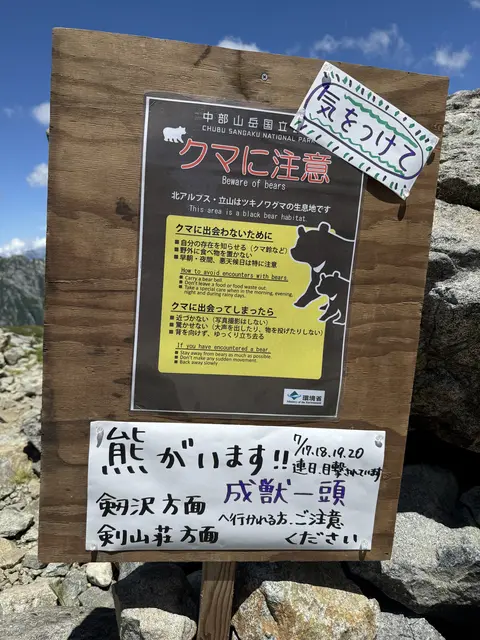 気をつけて
中部山岳国立
CHUBU SANGAKU NATIONAL PARK
クマに注意
Beware of bears
北アルプス・立山はツキノワグマの生息地です
This area is a black bear habitat.
クマに出会わないために
■自分の存在を知らせる（クマ鈴など）
■野外に食べ物を置かない
■早朝・夜間、悪天候日は特に注意
How to avoid encounters with bears.
■Carry a bear bell.
■Don't leave a food or food waste out.
■Take a special care when in the morning, evening,
night and during rainy days.
クマに出会ってしまったら
■近づかない（写真撮影はしない）
■驚かせない（大声を出したり、物を投げたりしない）
■背を向けず、ゆっくり立ち去る
If you have encountered a bear
■Stay away from bears as much as possible.
■Don't make any sudden movement.
■Back away slowly.
環境省
熊がいます!!
7/17.18.19.20
連日、目撃されています
成獣一頭
剱沢方面
剣山荘方面
へ行かれる方、ご注意
ください